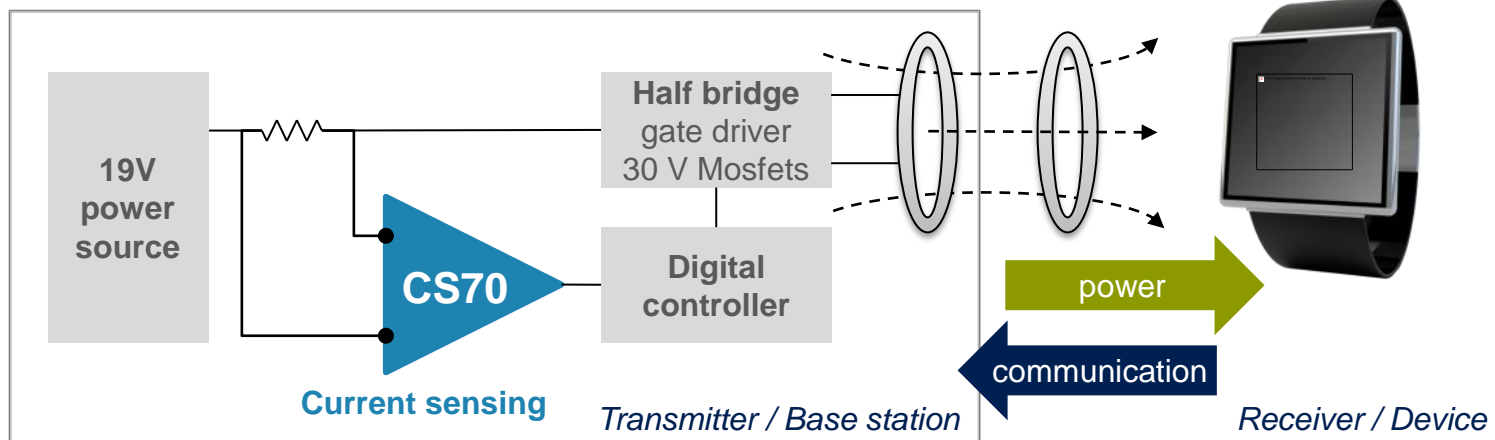 19V
power
source
Half bridge
gate driver
30 V Mosfets
CS70
Digital
controller
Current sensing
Transmitter / Base station
power
communication
Receiver / Device